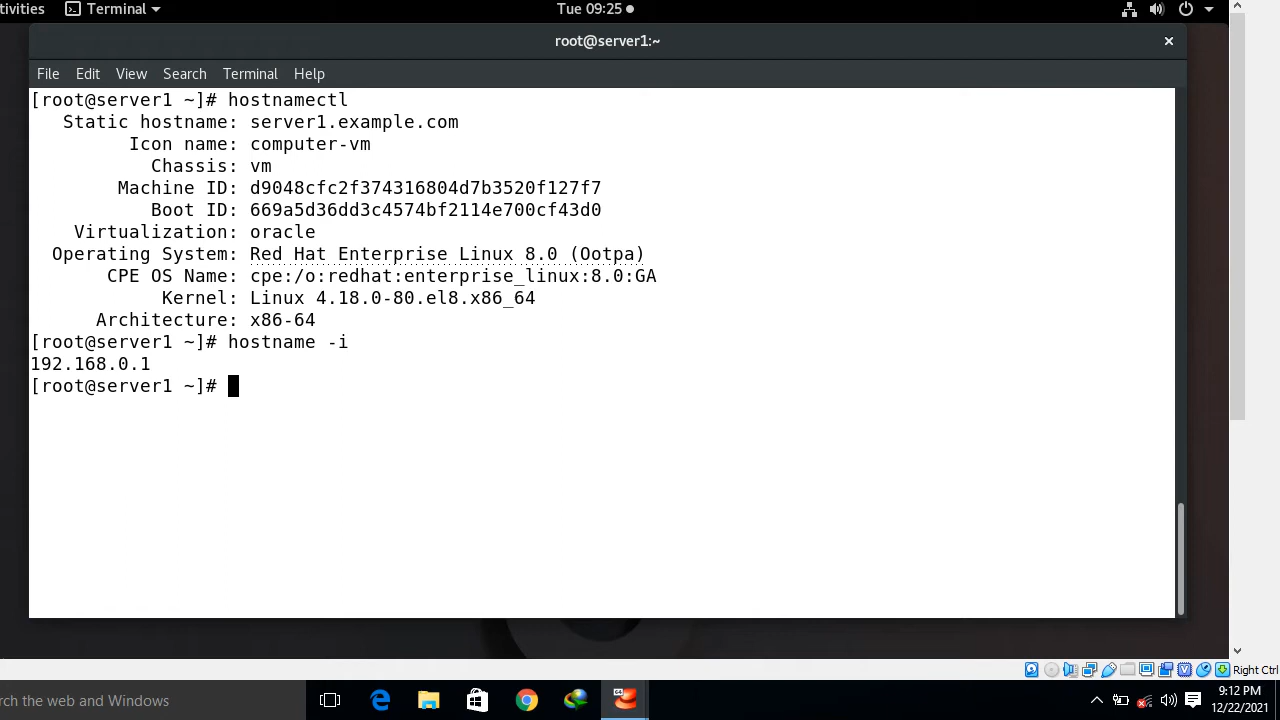 tivities Terminal Tue 09:25
root@server1:~
File Edit View Search Terminal Help
[root@server1 ~]# hostnamectl
Static hostname: server1.example.com
Icon name: computer-vm
Chassis: vm
Machine ID: d9048cfc2f374316804d7b3520f127f7
Boot ID: 669a5d36dd3c4574bf2114e700cf43d0
Virtualization: oracle
Operating System: Red Hat Enterprise Linux 8.0 (Ootpa)
CPE OS Name: cpe:/o:redhat:enterprise_linux:8.0:GA
Kernel: Linux 4.18.0-80.el8.x86_64
Architecture: x86-64
[root@server1 ~]# hostname -i
192.168.0.1
[root@server1 ~]#
Right Ctrl
rch the web and Windows
64
9:12 PM
12/22/2021